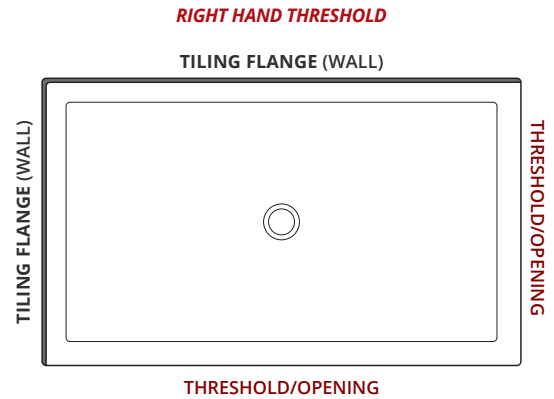 RIGHT HAND THRESHOLD
TILING FLANGE (WALL)
TILING FLANGE (WALL)
THRESHOLD/OPENING
THRESHOLD/OPENING